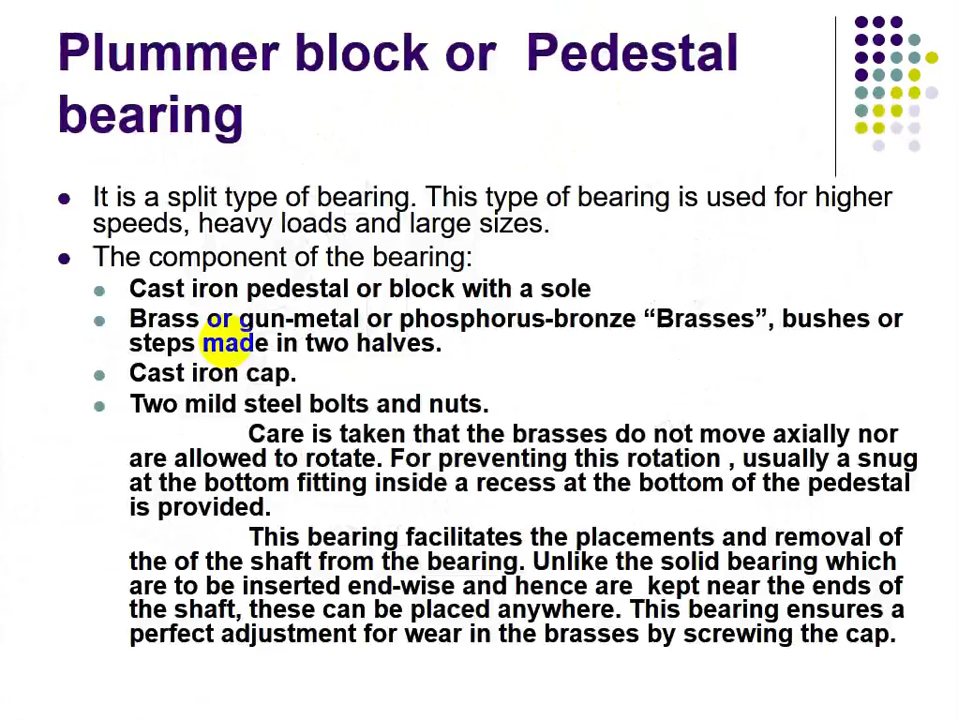 Plummer block or Pedestal
bearing
It is a split type of bearing. This type of bearing is used for higher
speeds, heavy loads and large sizes.
The component of the bearing:
Cast iron pedestal or block with a sole
Brass or gun-metal or phosphorus-bronze “Brasses”, bushes or
steps made in two halves.
Cast iron cap.
Two mild steel bolts and nuts.
Care is taken that the brasses do not move axially nor
are allowed to rotate. For preventing this rotation , usually a snug
at the bottom fitting inside a recess at the bottom of the pedestal
is provided.
This bearing facilitates the placements and removal of
the of the shaft from the bearing. Unlike the solid bearing which
are to be inserted end-wise and hence are kept near the ends of
the shaft, these can be placed anywhere. This bearing ensures a
perfect adjustment for wear in the brasses by screwing the cap.